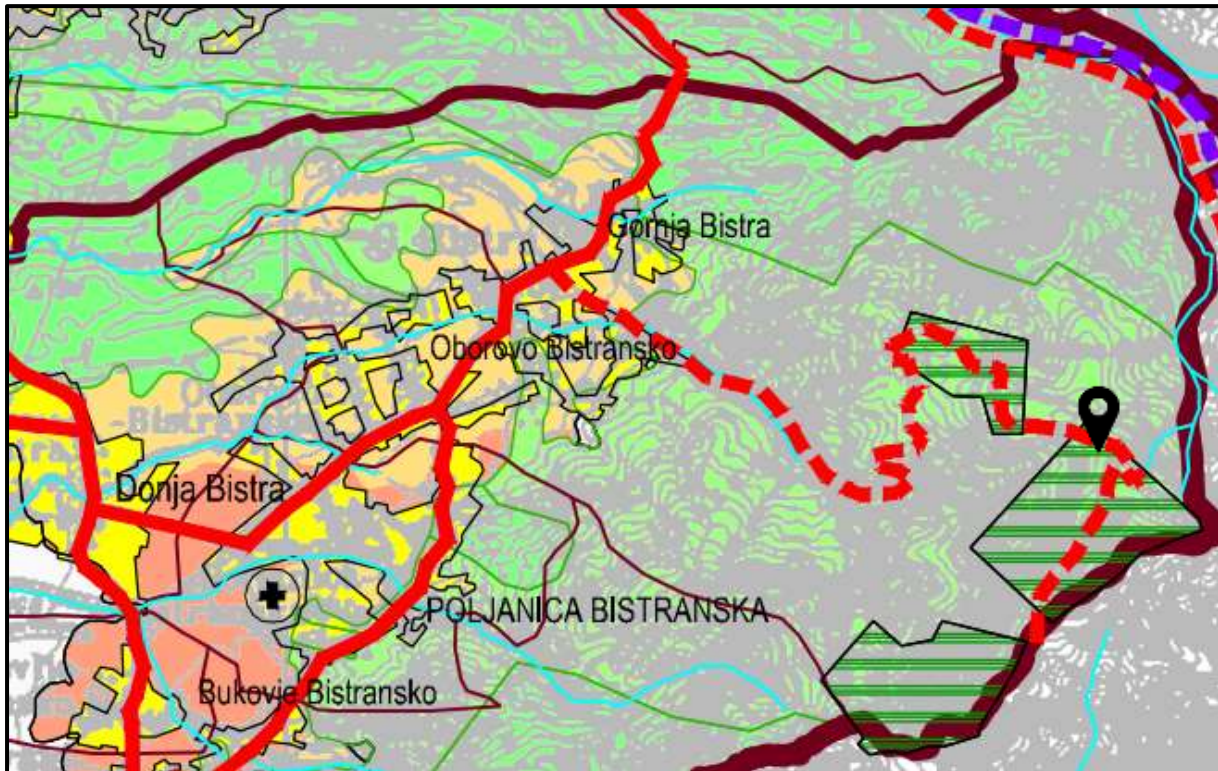 Gornja Bistra
Oborovo Bistransko
Donja Bistra
POLJANICA BISTRANSKA
Bukovje Bistransko